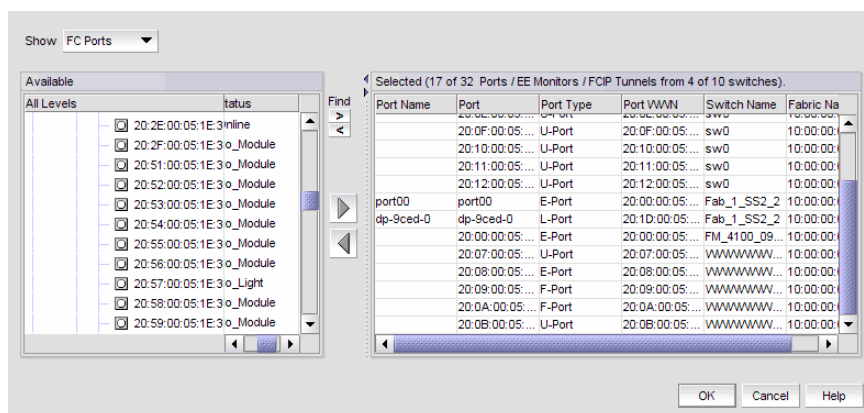 Show FC Ports
Available
All Levels tatus
20:2E:00:05:1E:3 nline
20:2F:00:05:1E:3 o_Module
20:51:00:05:1E:3 o_Module
20:52:00:05:1E:3 o_Module
20:53:00:05:1E:3 o_Module
20:54:00:05:1E:3 o_Module
20:55:00:05:1E:3 o_Module
20:56:00:05:1E:3 o_Module
20:57:00:05:1E:3 o_Light
20:58:00:05:1E:3 o_Module
20:59:00:05:1E:3 o_Module
Find
>
<
Selected (17 of 32 Ports / EE Monitors / FCIP Tunnels from 4 of 10 switches).
Port Name Port Port Type Port WWN Switch Name Fabric Na
20:0F:00:05:... U-Port 20:0F:00:05:... sw0 10:00:00:
20:10:00:05:... U-Port 20:10:00:05:... sw0 10:00:00:
20:11:00:05:... U-Port 20:11:00:05:... sw0 10:00:00:
20:12:00:05:... U-Port 20:12:00:05:... sw0 10:00:00:
port00 port00 E-Port 20:00:00:05:... Fab_1_SS2_2 10:00:00:
dp-9ced-0 dp-9ced-0 L-Port 20:1D:00:05:... Fab_1_SS2_2 10:00:00:
20:00:00:05:... E-Port 20:00:00:05:... FM_4100_09... 10:00:00:
20:07:00:05:... U-Port 20:07:00:05:... 10:00:00:
20:08:00:05:... E-Port 20:08:00:05:... 10:00:00:
20:09:00:05:... F-Port 20:09:00:05:... 10:00:00:
20:0A:00:05:... F-Port 20:0A:00:05:... 10:00:00:
20:0B:00:05:... U-Port 20:0B:00:05:... 10:00:00:
OK Cancel Help